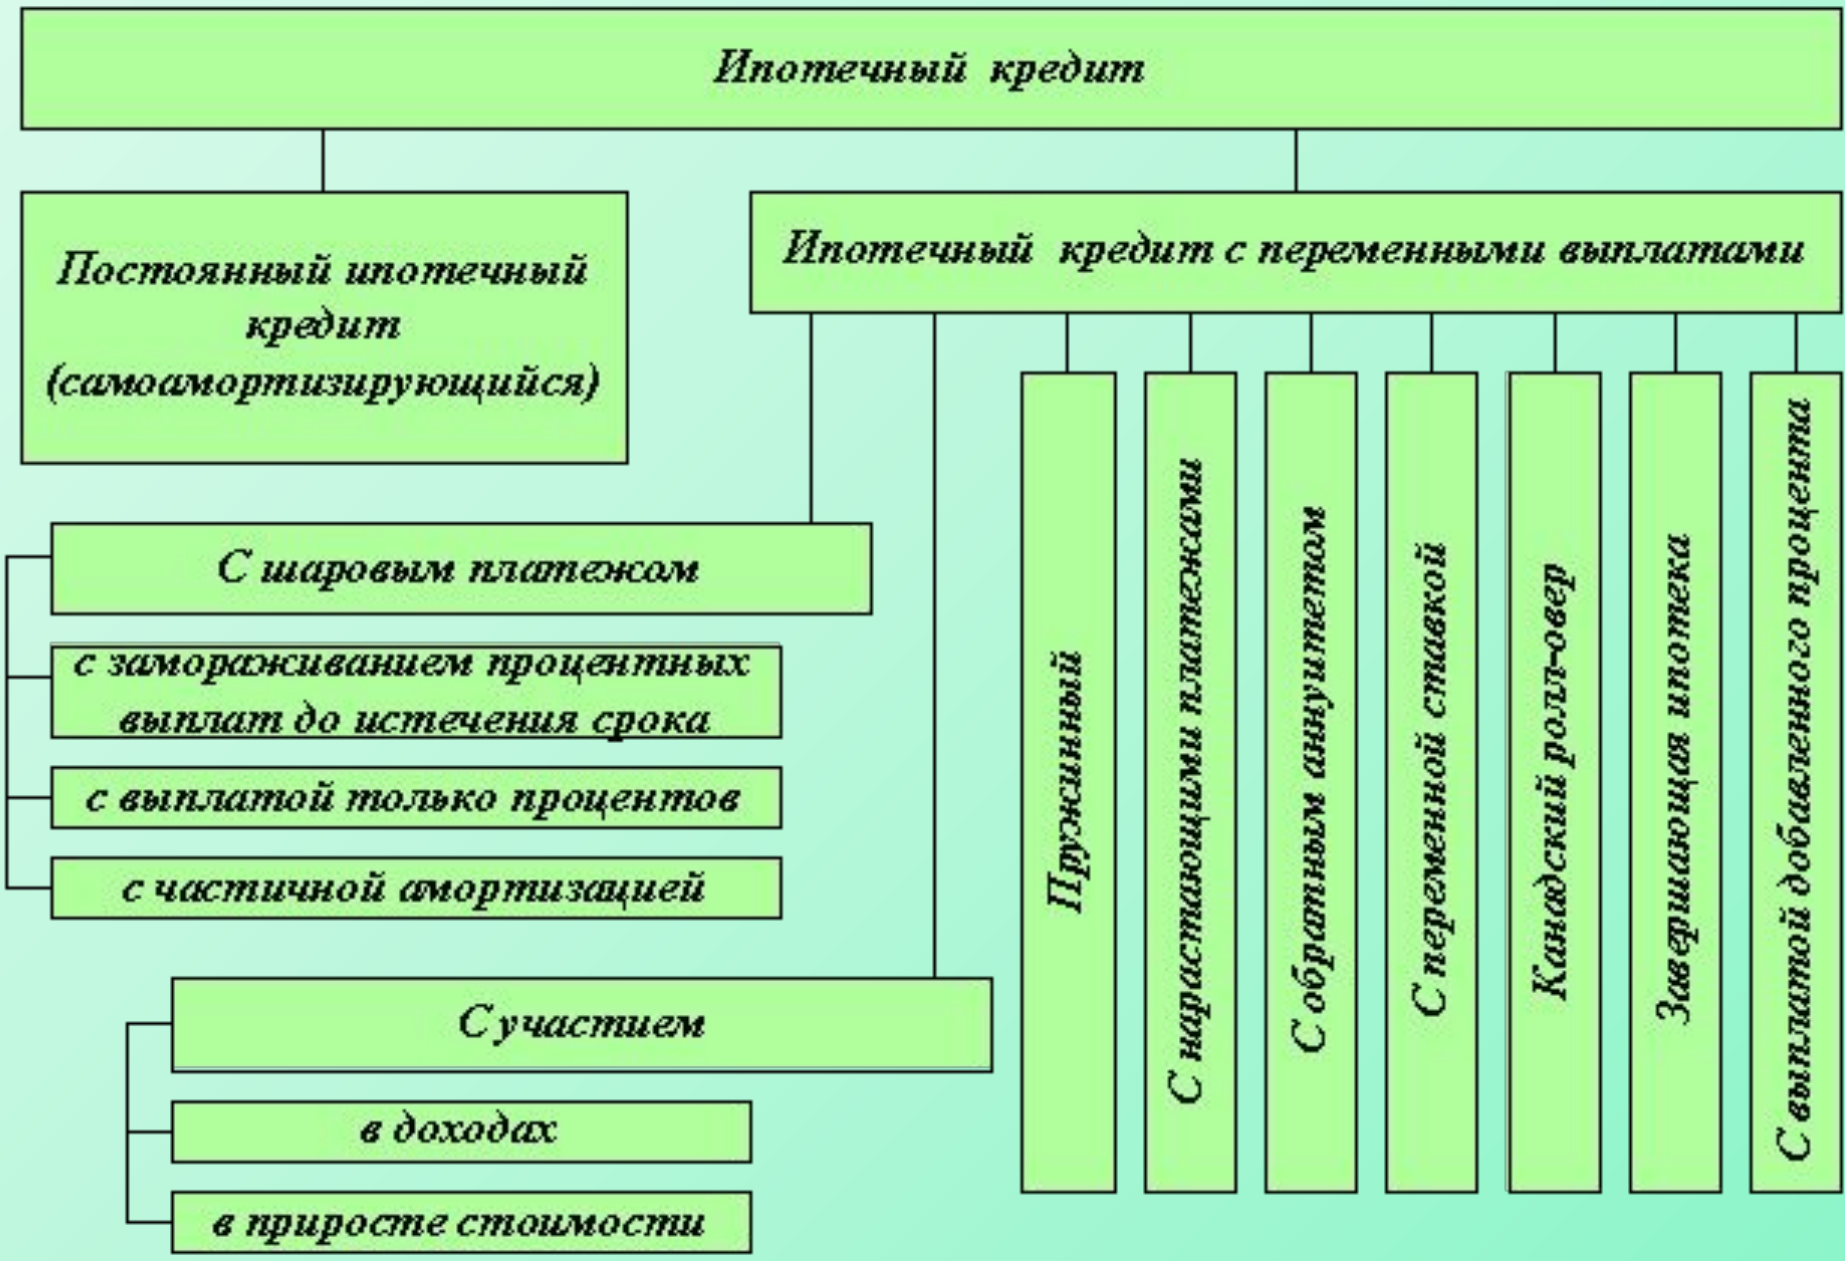 Ипотечный кредит
Постоянный ипотечный
кредит
(самоамортизирующийся)
Ипотечный кредит с переменными выплатами
С шаровым платежом
с замораживанием процентных
выплат до истечения срока
с выплатой только процентов
с частичной амортизацией
С участием
в доходах
в приросте стоимости
Пружинный
С нарастающими платежами
С обратным аннуитетом
С переменной ставкой
Канадский ролл-овер
Завершающая ипотека
С выплатой добавленного процента